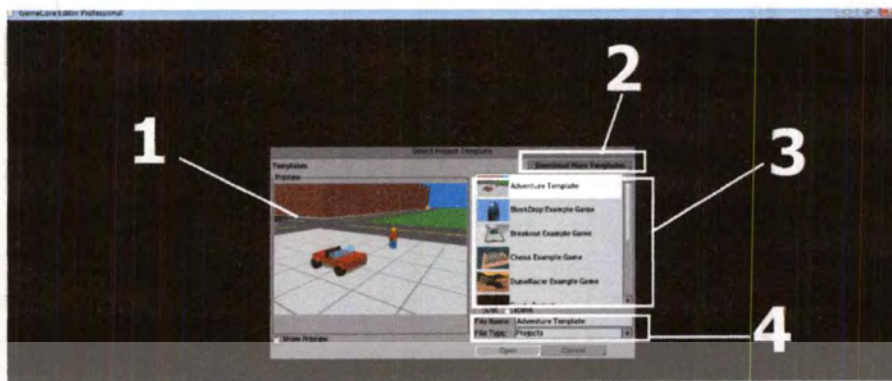 GameCore Editor Professional
2
1
3
Select Project Template
Templates
Download More Templates
Preview
Adventure Template
BlockDrop Example Game
Breakout Example Game
Chess Example Game
DuneRacer Example Game
List
Icons
File Name: Adventure Template
File Type: Projects
4
Show Preview
Open
Cancel